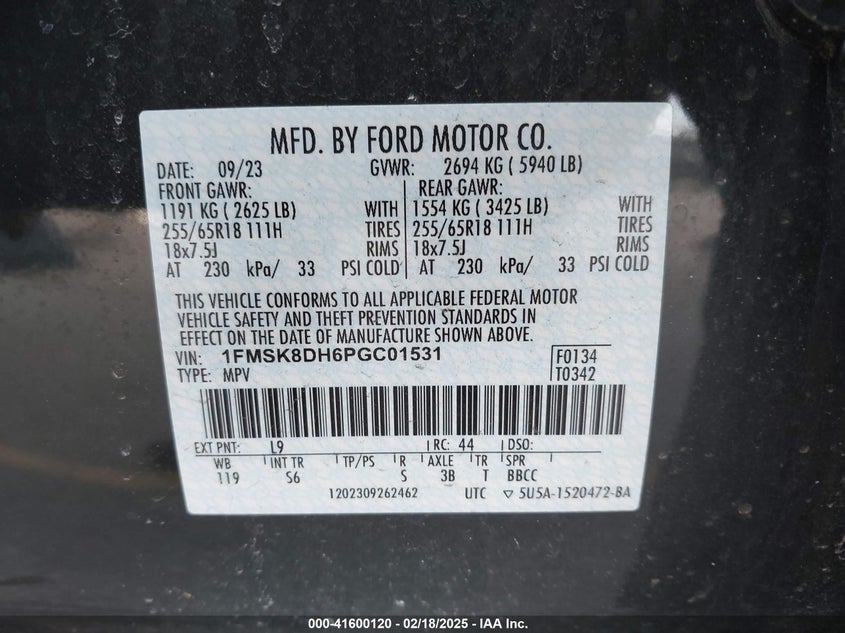 MFD. BY FORD MOTOR CO.
DATE: 09/23 GVWR: 2694 KG ( 5940 LB)
FRONT GAWR: REAR GAWR:
1191 KG ( 2625 LB) WITH 1554 KG ( 3425 LB) WITH
255/65R18 111H TIRES 255/65R18 111H TIRES
18x7.5J RIMS 18x7.5J RIMS
AT 230 kPa/ 33 PSI COLD AT 230 kPa/ 33 PSI COLD
THIS VEHICLE CONFORMS TO ALL APPLICABLE FEDERAL MOTOR
VEHICLE SAFETY AND THEFT PREVENTION STANDARDS IN
EFFECT ON THE DATE OF MANUFACTURE SHOWN ABOVE.
VIN: 1FMSK8DH6PGC01531 F0134
TYPE: MPV T0342
EXT PNT: L9 RC: 44 DSO:
WB INT TR TP/PS R AXLE TR SPR
119 S6 S 3B T BBCC
1202309262462 UTC ▽ 5U5A-1520472-BA
000-41600120 - 02/18/2025 - IAA Inc.